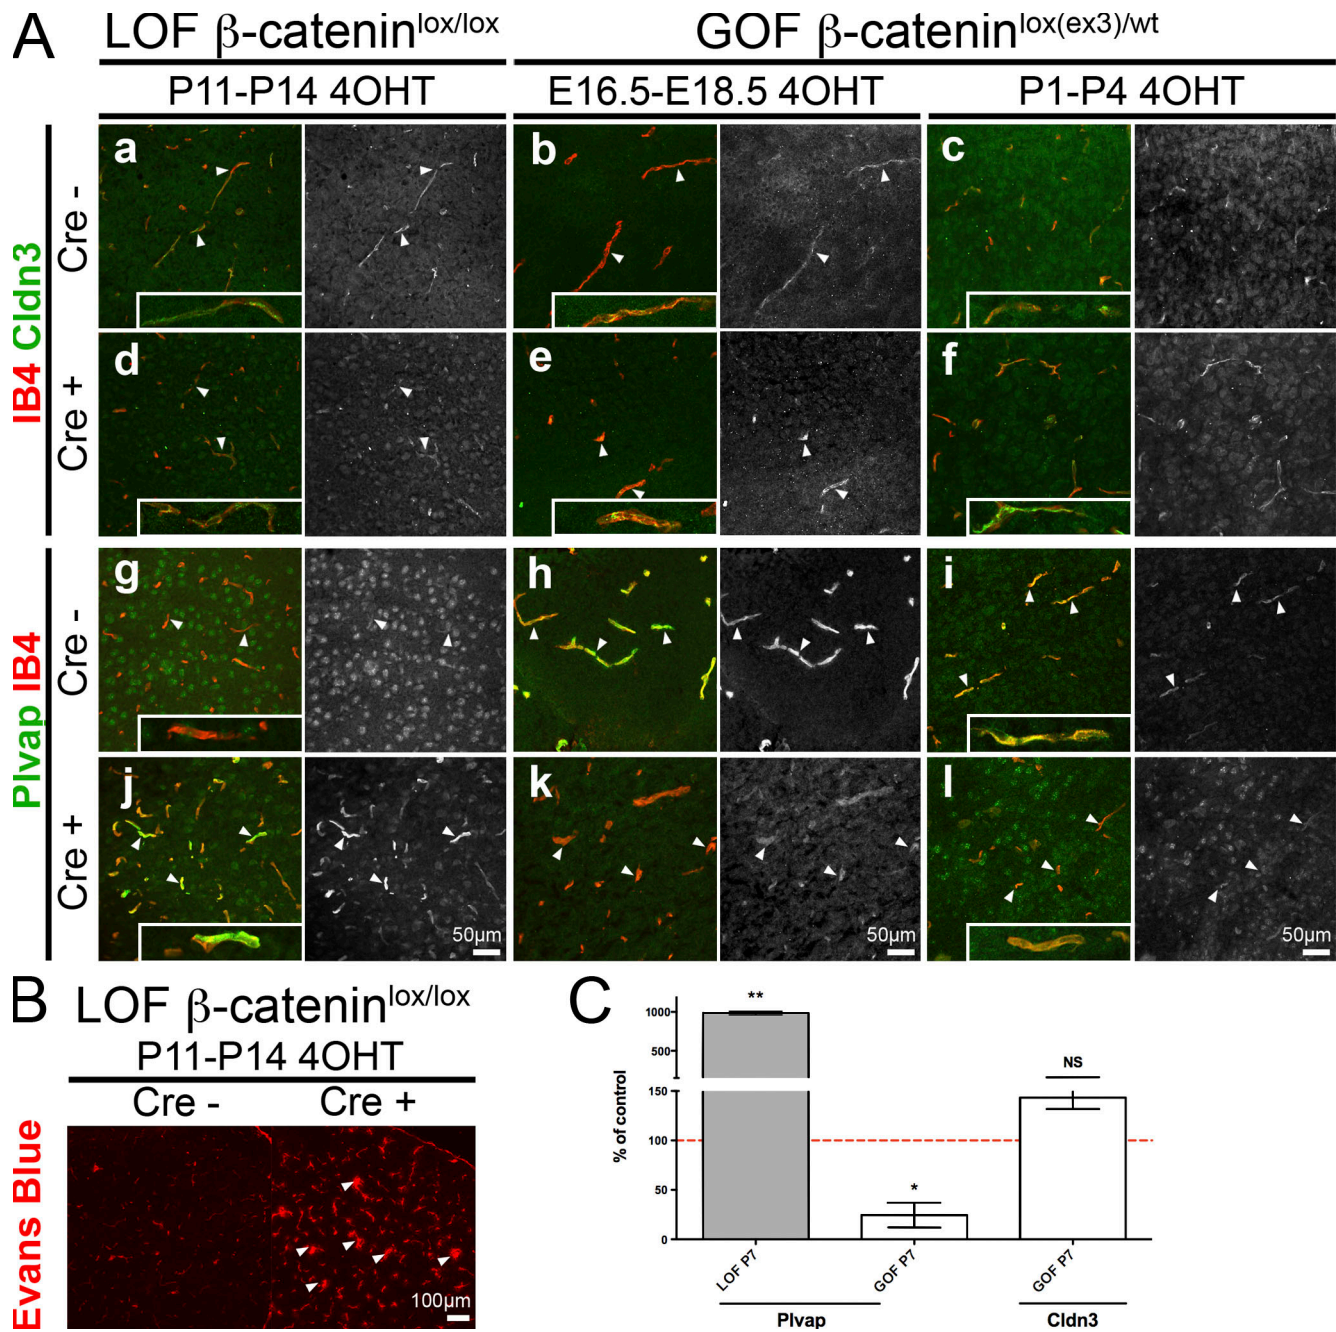 A LOF β-catenin^lox/lox GOF β-catenin^lox(ex3)/wt
P11-P14 4OHT E16.5-E18.5 4OHT P1-P4 4OHT
IB4 Cldn3
Cre -
a b c
Cre +
d e f
Plvap IB4
Cre -
g h i
Cre +
j k l
50µm 50µm 50µm
B LOF β-catenin^lox/lox
P11-P14 4OHT
Cre - Cre +
Evans Blue
100µm
C
% of control
1000
500
150
100
50
0
** * NS
LOF P7 GOF P7 GOF P7
Plvap Cldn3